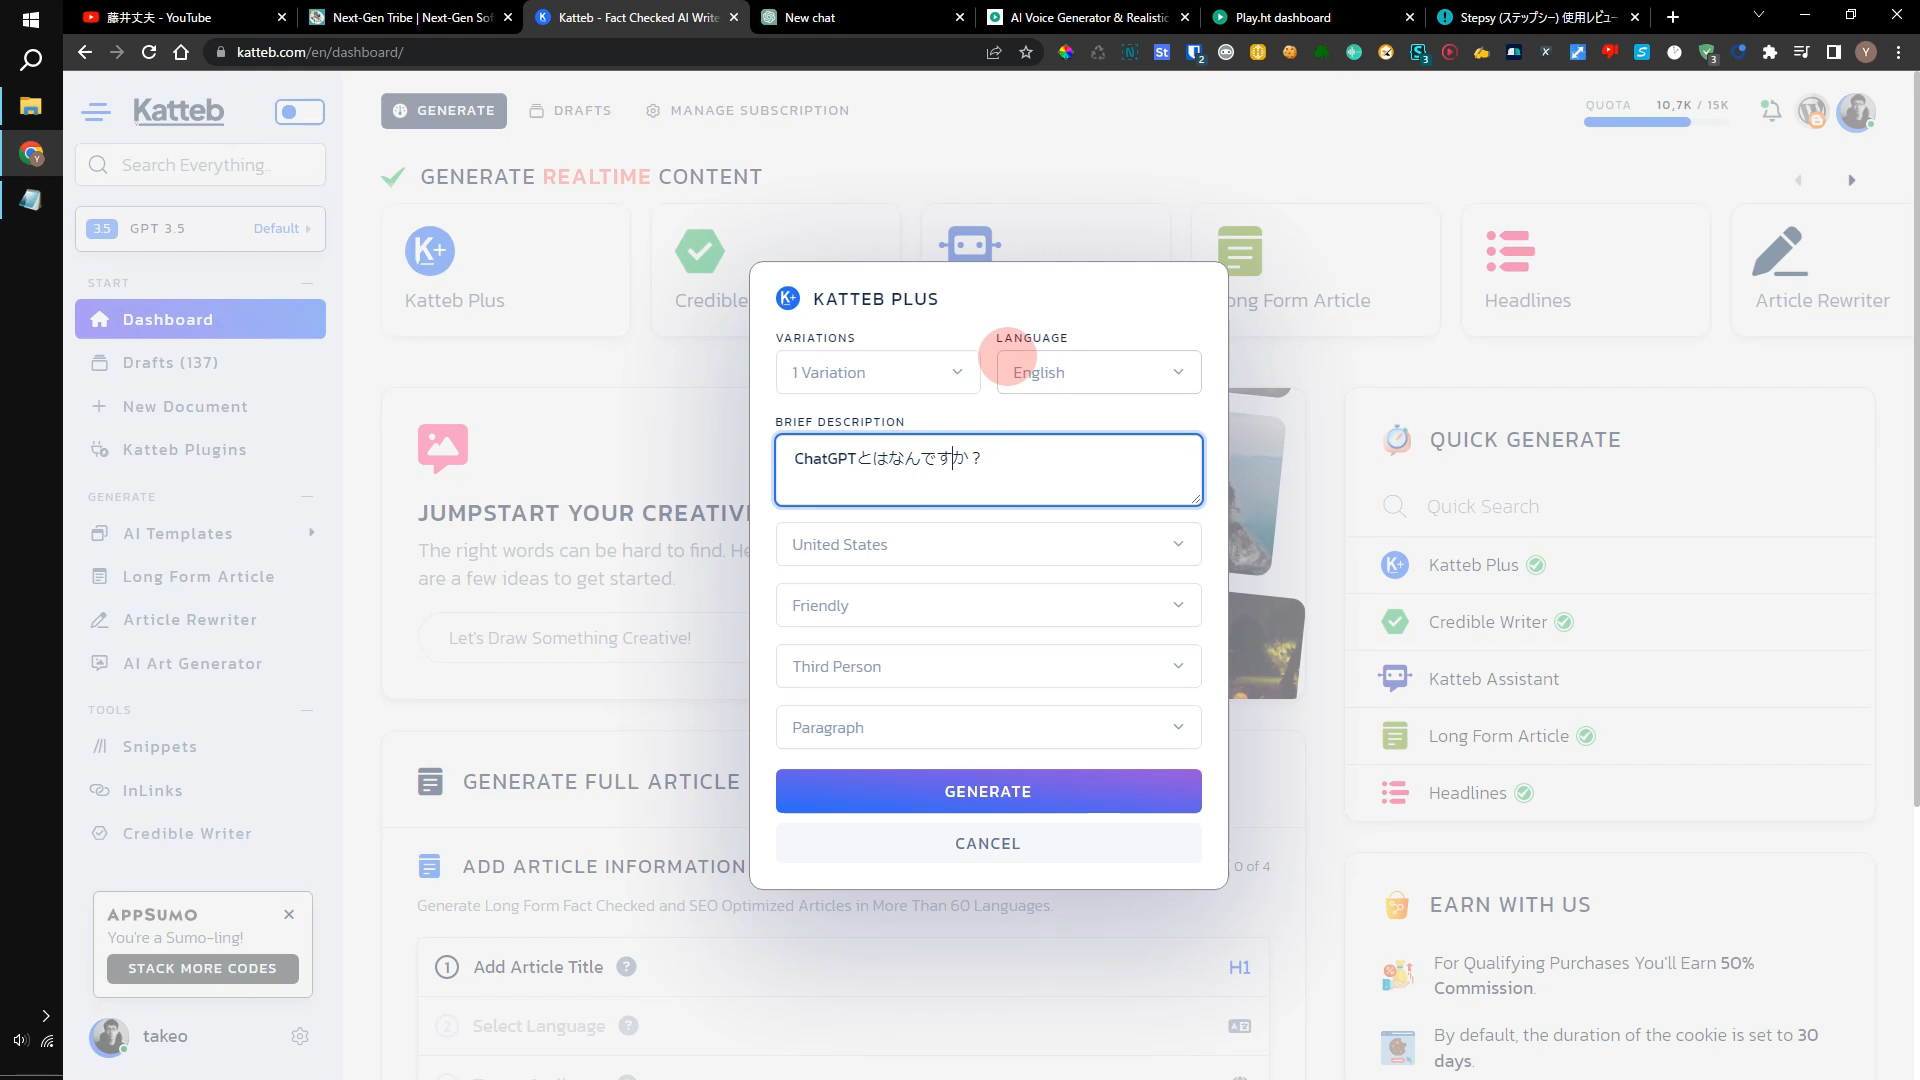 藤井丈夫 - YouTube
Next-Gen Tribe | Next-Gen Sof
Katteb - Fact Checked AI Write
New chat
AI Voice Generator & Realistic
Play.ht dashboard
Stepsy (ステップシー) 使用レビュー
katteb.com/en/dashboard/
Katteb
GENERATE
DRAFTS
MANAGE SUBSCRIPTION
QUOTA 10,7K / 15K
Search Everything..
GENERATE REALTIME CONTENT
3.5 GPT 3.5 Default
START
Dashboard
Drafts (137)
New Document
Katteb Plugins
GENERATE
AI Templates
Long Form Article
Article Rewriter
AI Art Generator
TOOLS
Snippets
InLinks
Credible Writer
APPSUMO
You're a Sumo-ling!
STACK MORE CODES
takeo
K+
Katteb Plus
Credible
ong Form Article
Headlines
Article Rewriter
JUMPSTART YOUR CREATIVI
The right words can be hard to find. He
are a few ideas to get started.
Let's Draw Something Creative!
GENERATE FULL ARTICLE
ADD ARTICLE INFORMATION
0 of 4
Generate Long Form Fact Checked and SEO Optimized Articles in More Than 60 Languages.
1 Add Article Title ?
H1
2 Select Language ?
K+ KATTEB PLUS
VARIATIONS
LANGUAGE
1 Variation
English
BRIEF DESCRIPTION
ChatGPTとはなんですか？
United States
Friendly
Third Person
Paragraph
GENERATE
CANCEL
QUICK GENERATE
Quick Search
K+ Katteb Plus
Credible Writer
Katteb Assistant
Long Form Article
Headlines
EARN WITH US
For Qualifying Purchases You'll Earn 50%
Commission.
By default, the duration of the cookie is set to 30
days.